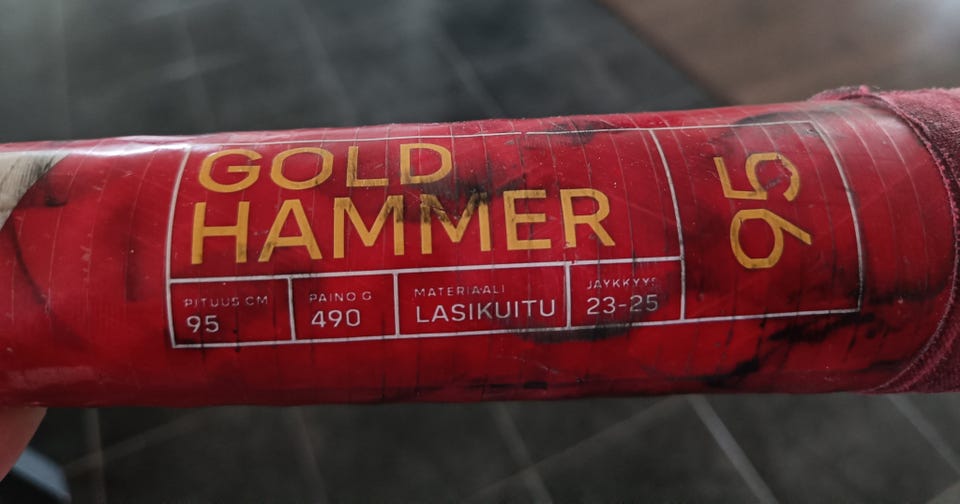 GOLD
HAMMER
95
PITUUS CM
95
PAINO G
490
MATERIAALI
LASIKUITU
JÄYKKYYS
23-25